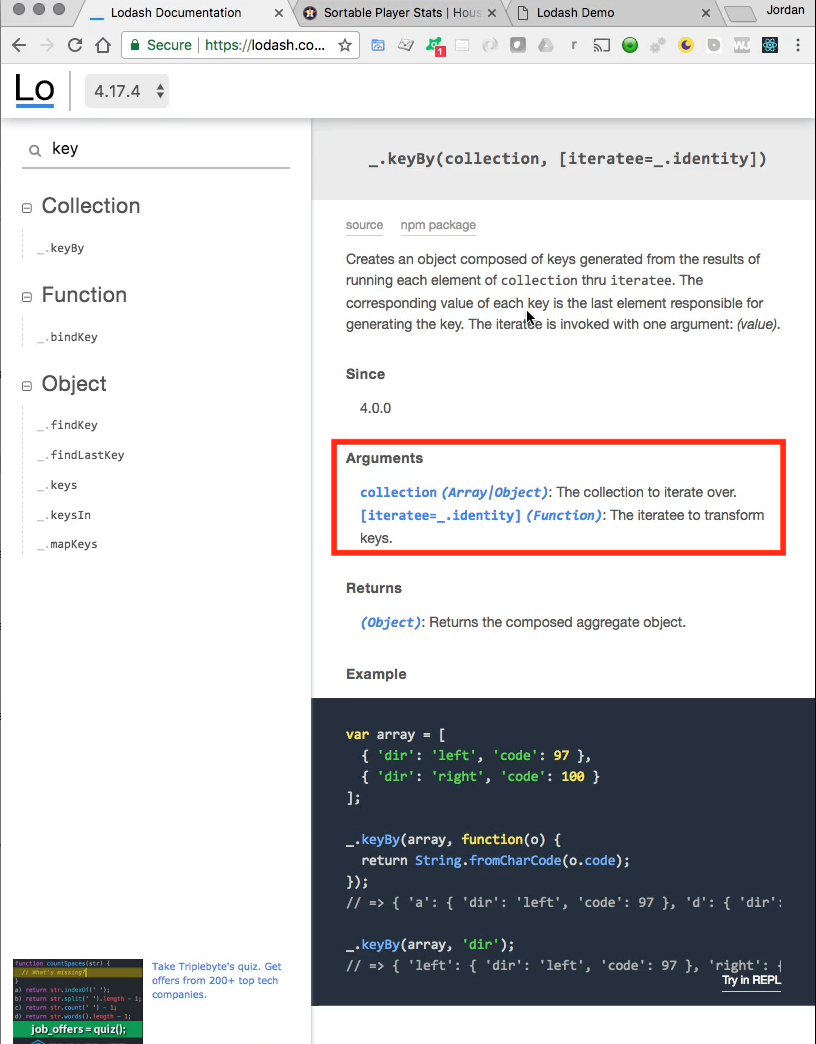 Lodash Documentation
Sortable Player Stats | Hous
Lodash Demo
Jordan
Secure
https://lodash.co...
1
r
WJ
Lo
4.17.4
key
Collection
_.keyBy
Function
_.bindKey
Object
_.findKey
_.findLastKey
_.keys
_.keysIn
_.mapKeys
function countSpaces(str) {
// What's missing?
}
a) return str.indexOf(' ');
b) return str.split(' ').length - 1;
c) return str.count(' ') - 1;
d) return str.words().length - 1;
job_offers = quiz();
Take Triplebyte's quiz. Get
offers from 200+ top tech
companies.
_.keyBy(collection, [iteratee=_.identity])
source npm package
Creates an object composed of keys generated from the results of
running each element of collection thru iteratee. The
corresponding value of each key is the last element responsible for
generating the key. The iteratee is invoked with one argument: (value).
Since
4.0.0
Arguments
collection (Array|Object): The collection to iterate over.
[iteratee=_.identity] (Function): The iteratee to transform
keys.
Returns
(Object): Returns the composed aggregate object.
Example
var array = [
{ 'dir': 'left', 'code': 97 },
{ 'dir': 'right', 'code': 100 }
];
_.keyBy(array, function(o) {
return String.fromCharCode(o.code);
});
// => { 'a': { 'dir': 'left', 'code': 97 }, 'd': { 'dir':
_.keyBy(array, 'dir');
// => { 'left': { 'dir': 'left', 'code': 97 }, 'right': {
Try in REPL